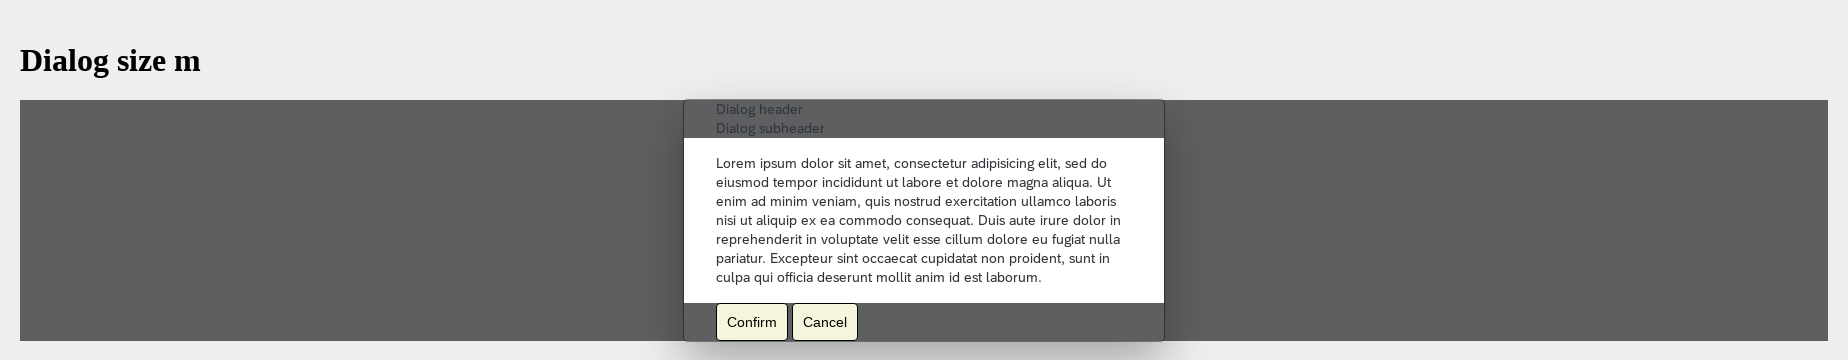 Dialog size m
Dialog header
Dialog subheader
Lorem ipsum dolor sit amet, consectetur adipisicing elit, sed do
eiusmod tempor incididunt ut labore et dolore magna aliqua. Ut
enim ad minim veniam, quis nostrud exercitation ullamco laboris
nisi ut aliquip ex ea commodo consequat. Duis aute irure dolor in
reprehenderit in voluptate velit esse cillum dolore eu fugiat nulla
pariatur. Excepteur sint occaecat cupidatat non proident, sunt in
culpa qui officia deserunt mollit anim id est laborum.
Confirm Cancel